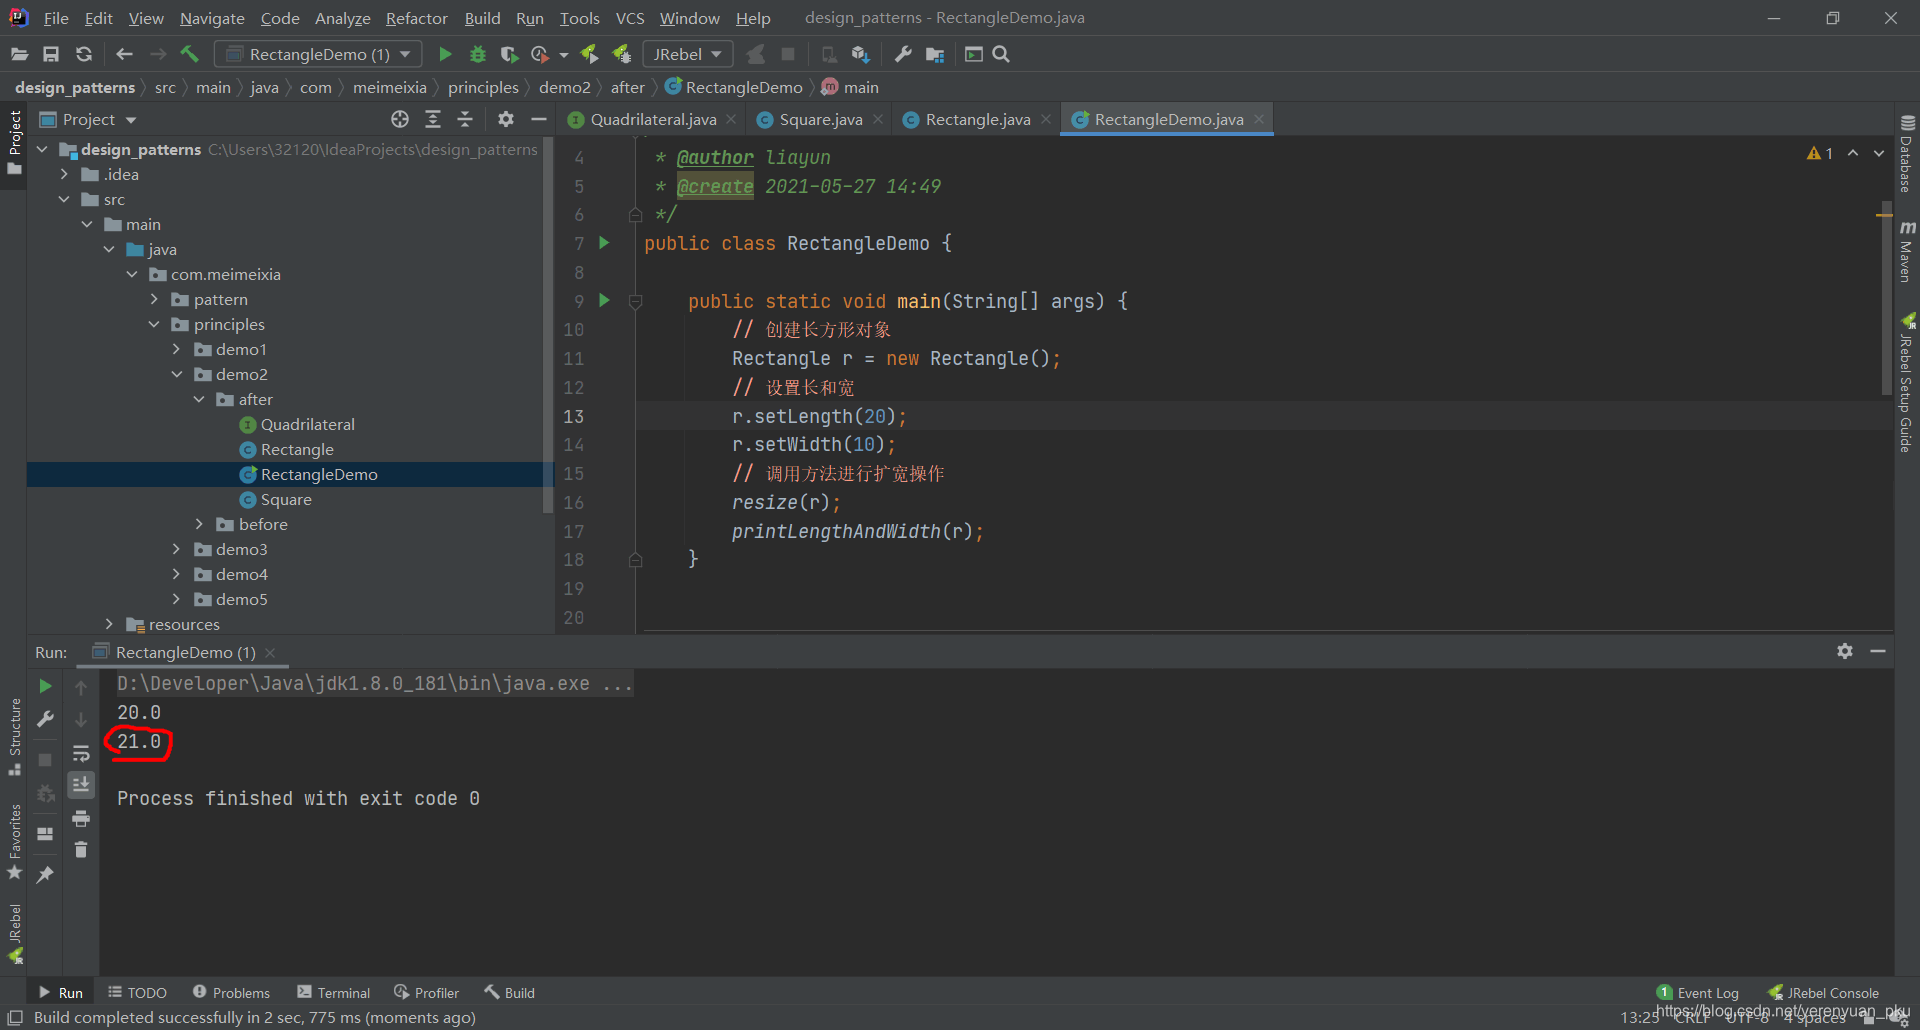 File Edit View Navigate Code Analyze Refactor Build Run Tools VCS Window Help design_patterns - RectangleDemo.java
RectangleDemo (1) JRebel
design_patterns src main java com meimeixia principles demo2 after RectangleDemo main
Project
Project
Quadrilateral.java Square.java Rectangle.java RectangleDemo.java
design_patterns C:\Users\32120\IdeaProjects\design_patterns
.idea
src
main
java
com.meimeixia
pattern
principles
demo1
demo2
after
Quadrilateral
Rectangle
RectangleDemo
Square
before
demo3
demo4
demo5
resources
4 * @author liayun
5 * @create 2021-05-27 14:49
6 */
7 public class RectangleDemo {
8
9 public static void main(String[] args) {
10 // 创建长方形对象
11 Rectangle r = new Rectangle();
12 // 设置长和宽
13 r.setLength(20);
14 r.setWidth(10);
15 // 调用方法进行扩宽操作
16 resize(r);
17 printLengthAndWidth(r);
18 }
19
20
1
Database
Maven
JRebel Setup Guide
Run: RectangleDemo (1)
D:\Developer\Java\jdk1.8.0_181\bin\java.exe ...
20.0
21.0
Process finished with exit code 0
Structure
Favorites
JRebel
Run TODO Problems Terminal Profiler Build 1 Event Log JRebel Console
Build completed successfully in 2 sec, 775 ms (moments ago) 13:25 CRLF UTF-8 4 spaces
https://blog.csdn.net/yerenyuan_pku